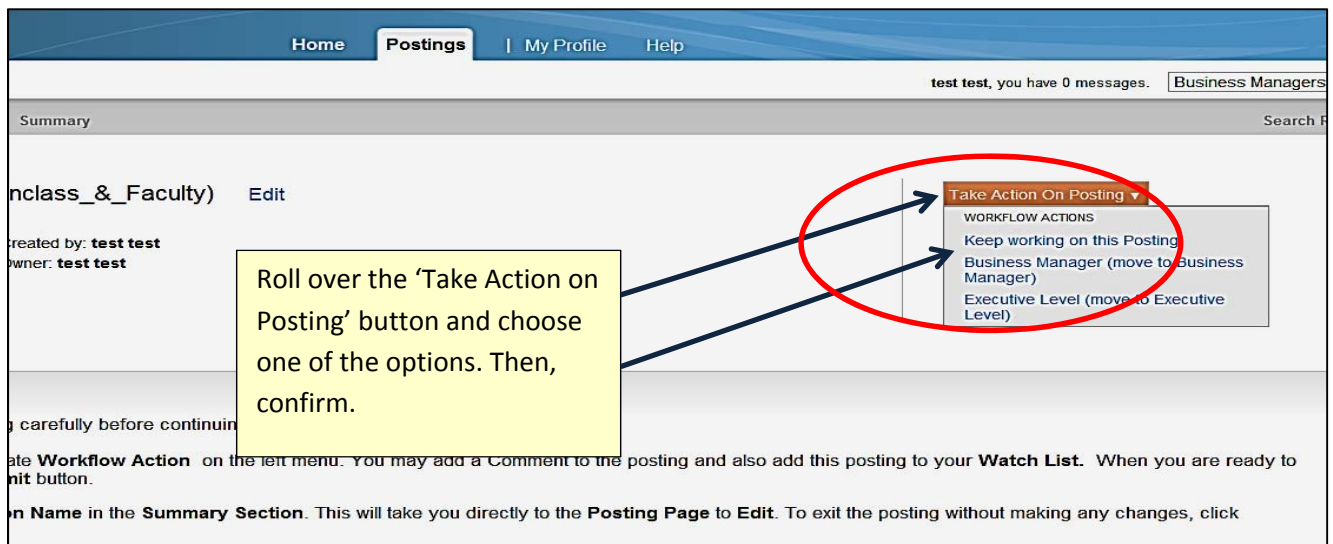 Home Postings | My Profile Help
test test, you have 0 messages. Business Managers
Summary Search
nclass_&_Faculty) Edit
Take Action On Posting ▼
WORKFLOW ACTIONS
Keep working on this Posting
Business Manager (move to Business
Manager)
Executive Level (move to Executive
Level)
reated by: test test
wner: test test
Roll over the ‘Take Action on
Posting’ button and choose
one of the options. Then,
confirm.
carefully before continuin
ate Workflow Action on the left menu. You may add a Comment to the posting and also add this posting to your Watch List. When you are ready to
mit button.
on Name in the Summary Section. This will take you directly to the Posting Page to Edit. To exit the posting without making any changes, click